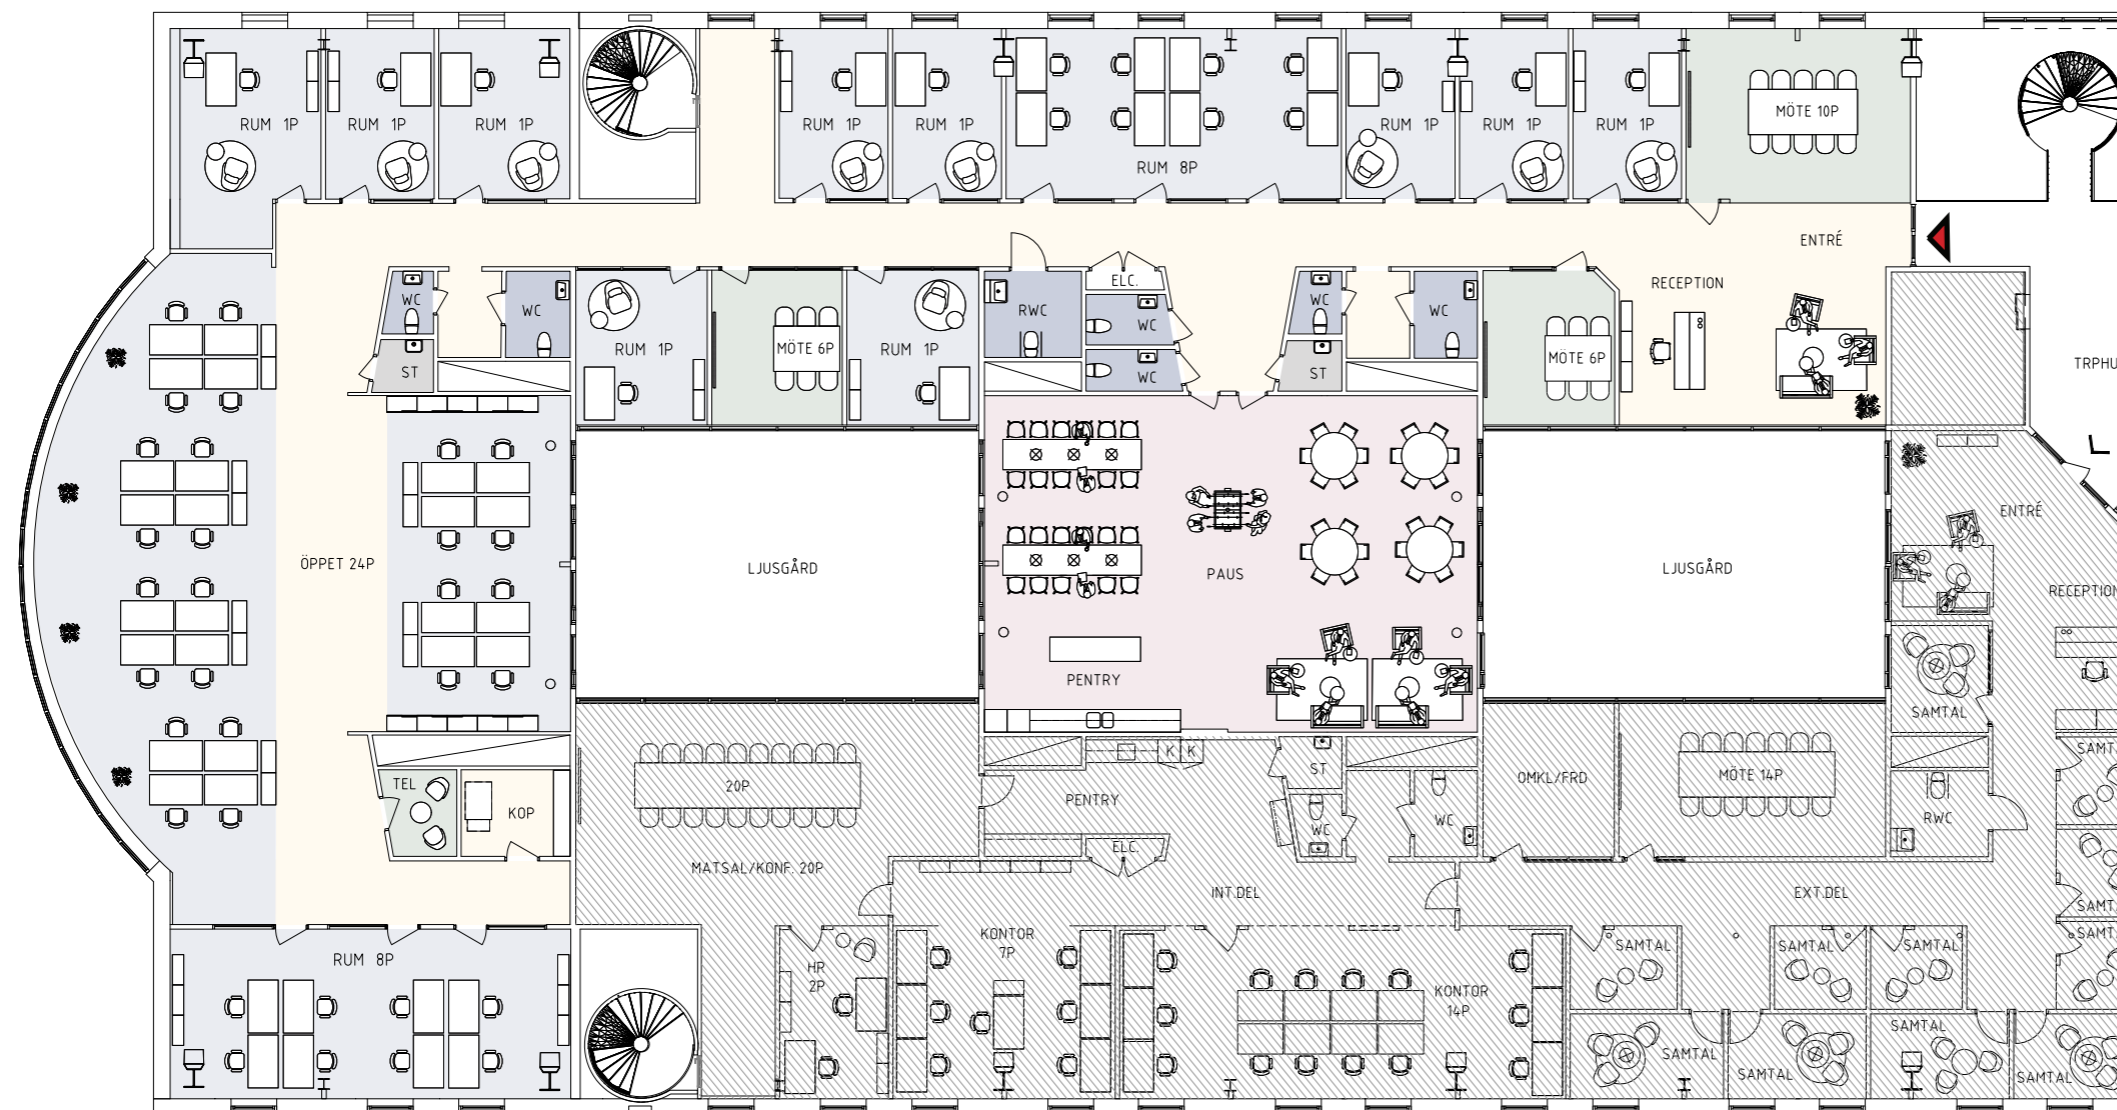 RUM 1P
RUM 1P
RUM 1P
RUM 1P
RUM 1P
RUM 8P
RUM 1P
RUM 1P
RUM 1P
MÖTE 10P
ENTRÉ
RECEPTION
WC
WC
ST
RUM 1P
MÖTE 6P
RUM 1P
RWC
ELC.
WC
WC
WC
ST
WC
MÖTE 6P
TRPHU
ÖPPET 24P
LJUSGÅRD
PAUS
PENTRY
LJUSGÅRD
ENTRÉ
RECEPTION
SAMTAL
TEL
KOP
20P
MATSAL/KONF. 20P
K K
PENTRY
ELC.
ST
WC
WC
OMKL/FRD
MÖTE 14P
RWC
SAMT
INT.DEL
EXT.DEL
SAMT
SAMT
RUM 8P
HR
2P
KONTOR
7P
KONTOR
14P
SAMTAL
SAMTAL
SAMTAL
SAMTAL
SAMTAL
SAMTAL
SAMTAL